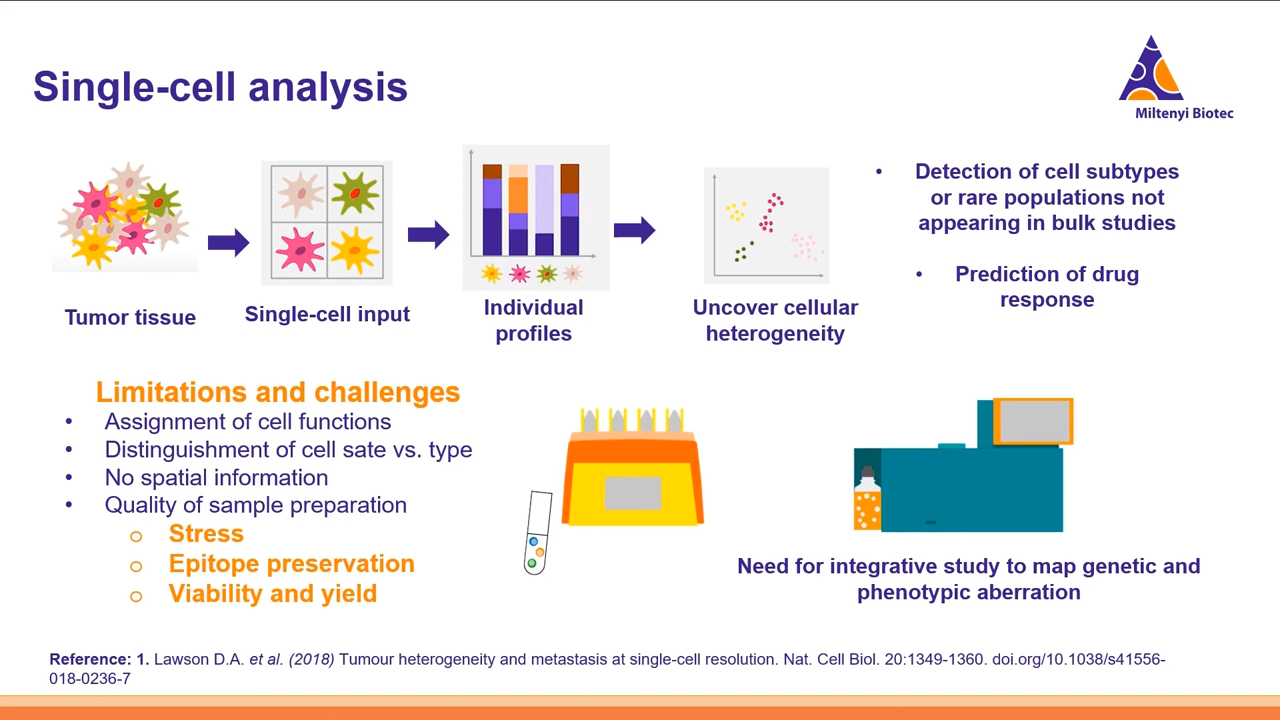 Single-cell analysis
Miltenyi Biotec
Tumor tissue
Single-cell input
Individual
profiles
Uncover cellular
heterogeneity
• Detection of cell subtypes
or rare populations not
appearing in bulk studies
• Prediction of drug
response
Limitations and challenges
• Assignment of cell functions
• Distinguishment of cell sate vs. type
• No spatial information
• Quality of sample preparation
o Stress
o Epitope preservation
o Viability and yield
Need for integrative study to map genetic and
phenotypic aberration
Reference: 1. Lawson D.A. et al. (2018) Tumour heterogeneity and metastasis at single-cell resolution. Nat. Cell Biol. 20:1349-1360. doi.org/10.1038/s41556-
018-0236-7